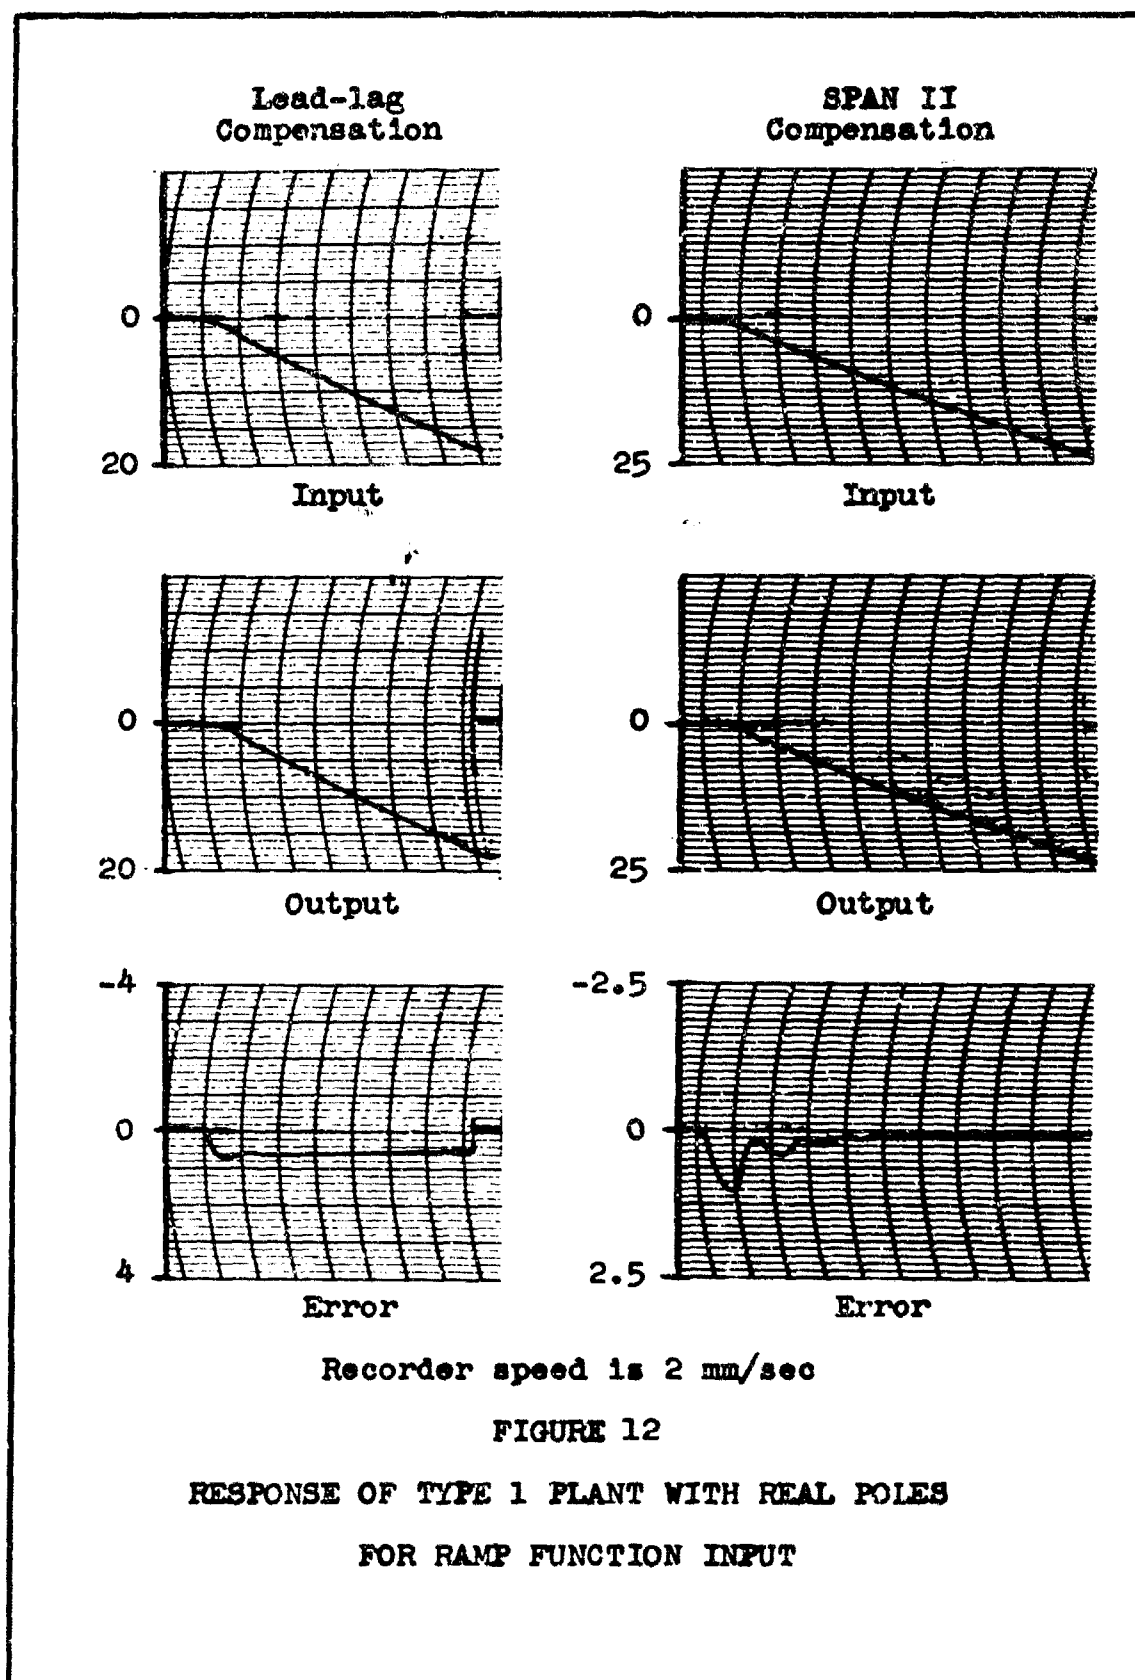 Lead-lag
Compensation
SPAN II
Compensation
0
20
Input
0
25
Input
0
20
Output
0
25
Output
-4
0
4
Error
-2.5
0
2.5
Error
Recorder speed is 2 mm/sec
FIGURE 12
RESPONSE OF TYPE 1 PLANT WITH REAL POLES
FOR RAMP FUNCTION INPUT